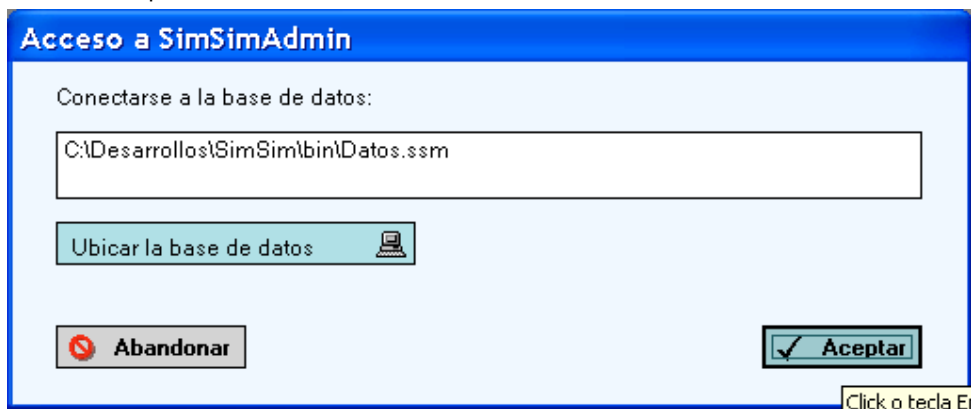 Acceso a SimSimAdmin
Conectarse a la base de datos:
C:\Desarrollos\SimSim\bin\Datos.ssm
Ubicar la base de datos
Abandonar
Aceptar
Click o tecla